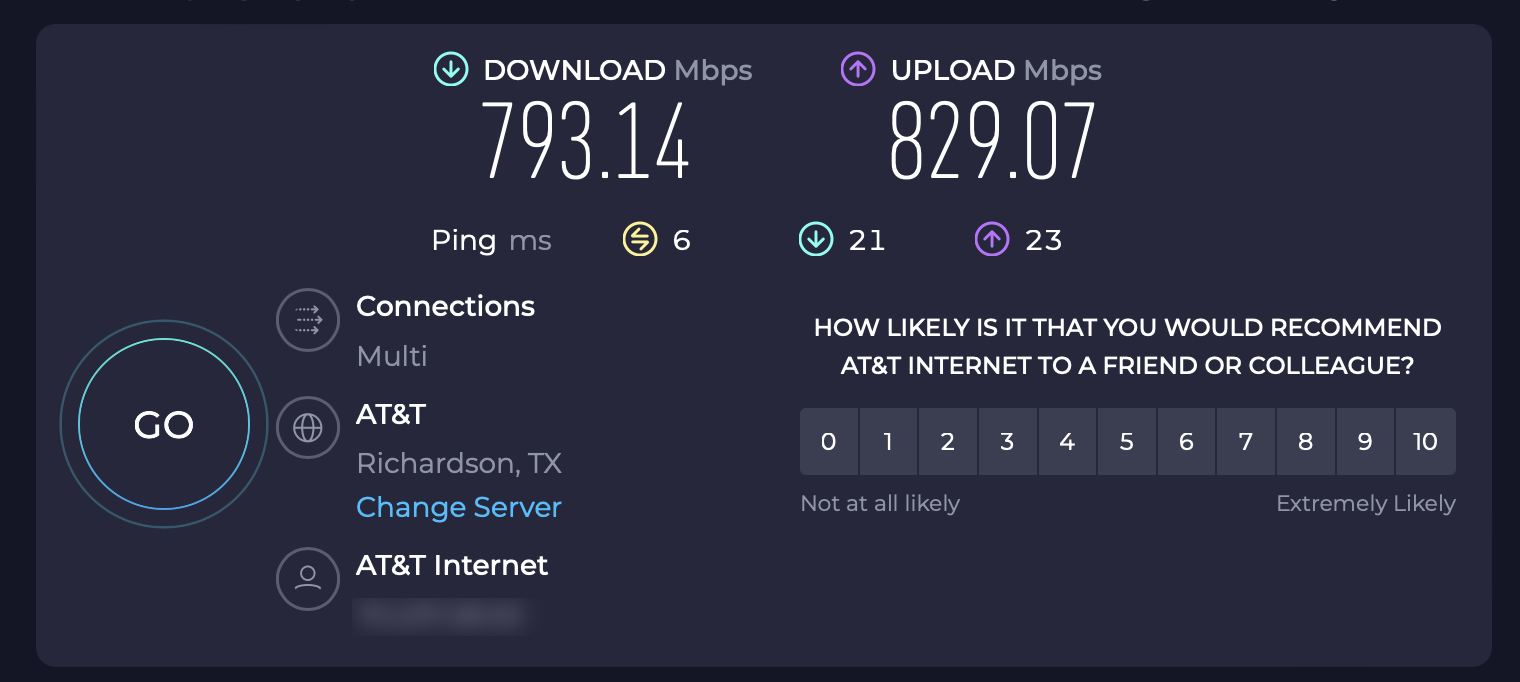 DOWNLOAD Mbps
793.14
UPLOAD Mbps
829.07
Ping ms 6 21 23
GO
Connections
Multi
AT&T
Richardson, TX
Change Server
AT&T Internet
HOW LIKELY IS IT THAT YOU WOULD RECOMMEND
AT&T INTERNET TO A FRIEND OR COLLEAGUE?
0 1 2 3 4 5 6 7 8 9 10
Not at all likely Extremely Likely